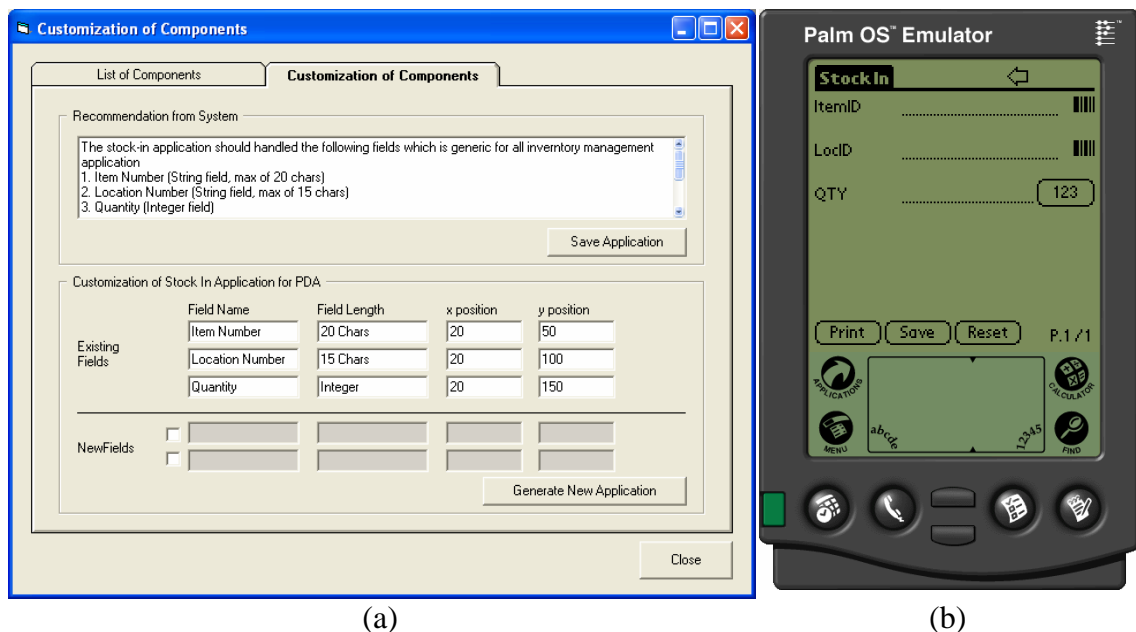 Customization of Components
List of Components
Customization of Components
Recommendation from System
The stock-in application should handled the following fields which is generic for all inverntory management
application
1. Item Number (String field, max of 20 chars)
2. Location Number (String field, max of 15 chars)
3. Quantity (Integer field)
Save Application
Customization of Stock In Application for PDA
Field Name Field Length x position y position
Existing
Fields
Item Number 20 Chars 20 50
Location Number 15 Chars 20 100
Quantity Integer 20 150
NewFields
Generate New Application
Close
(a)
Palm OS™ Emulator
Stock In
ItemID
LocID
QTY 123
Print Save Reset P.1/1
APPLICATIONS
CALCULATOR
MENU
abcde
12345
FIND
(b)